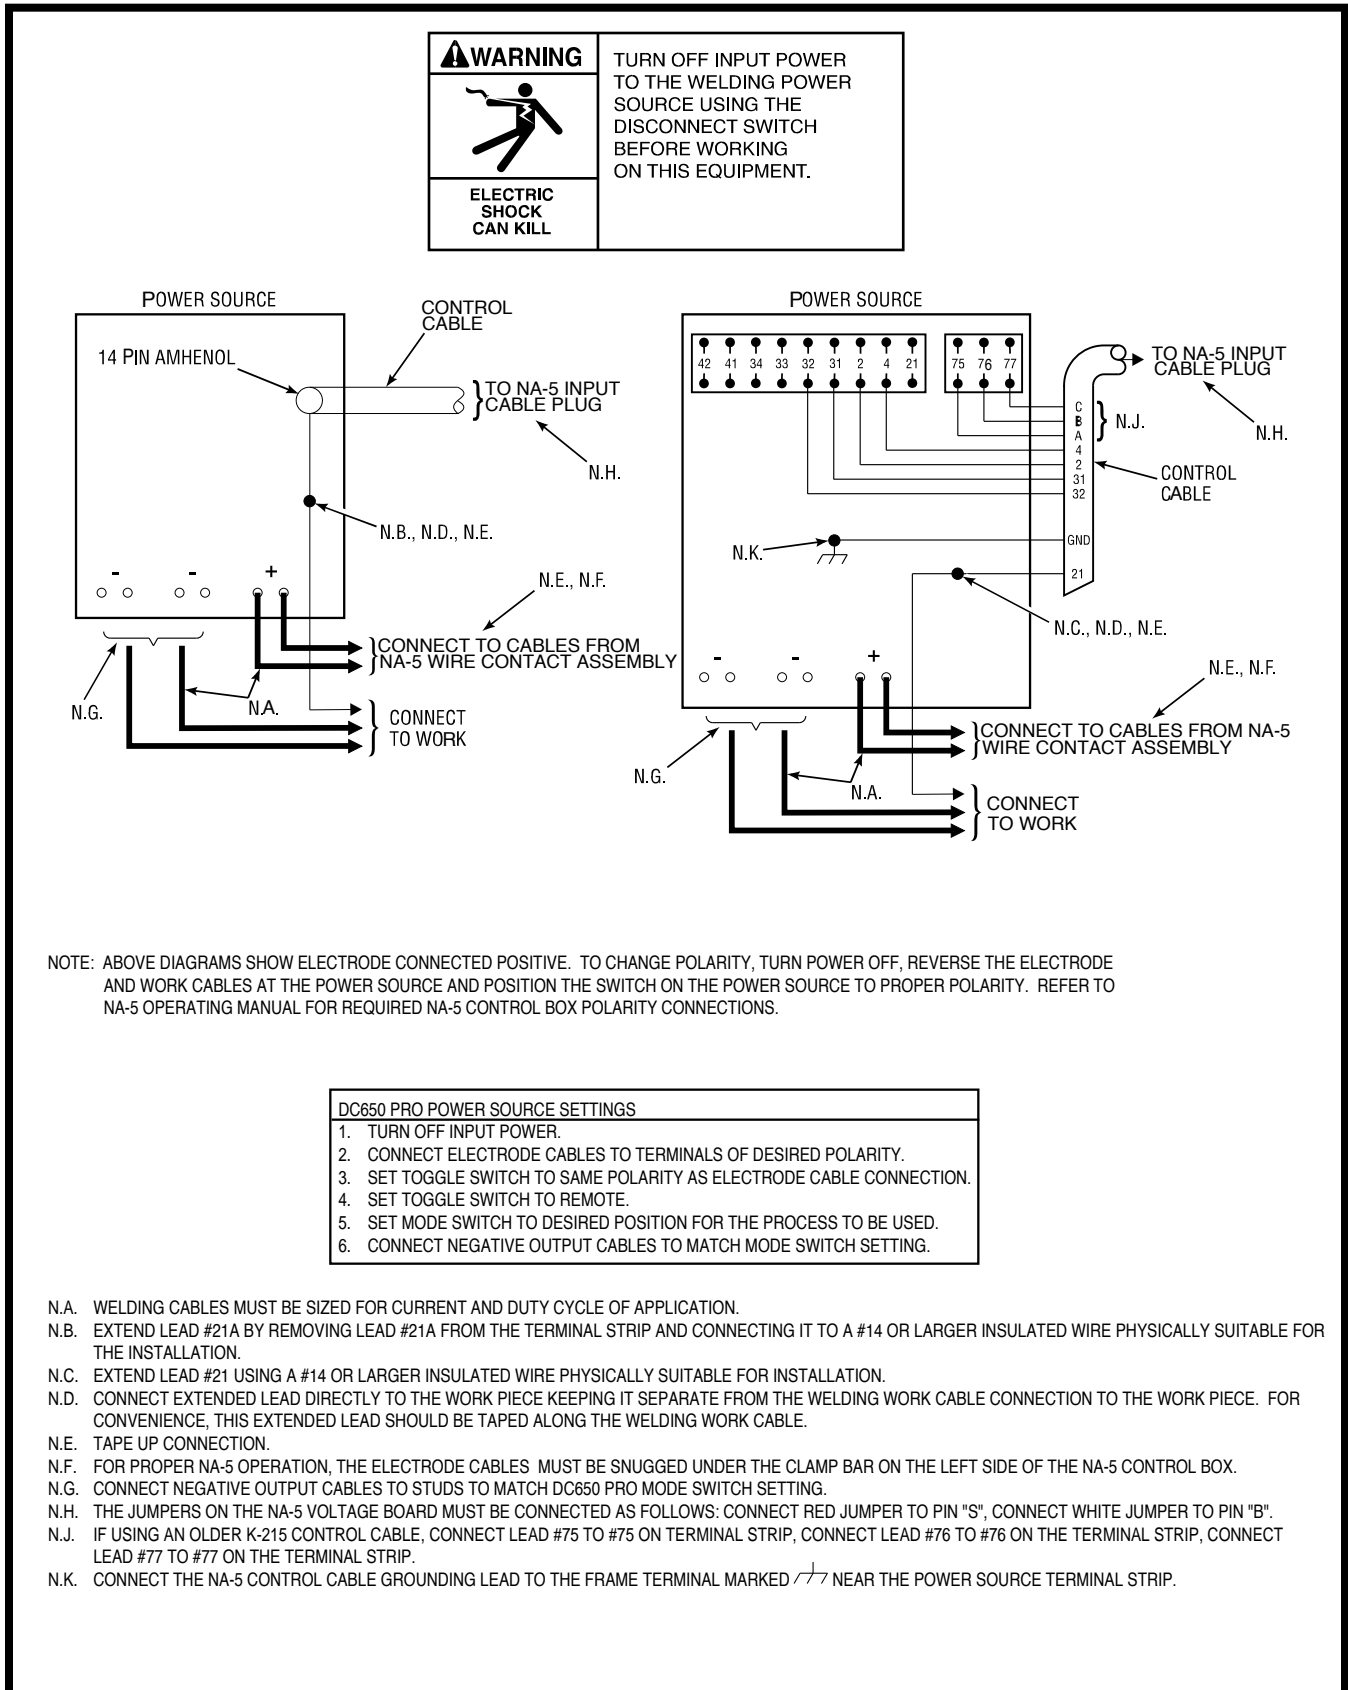 WARNING
ELECTRIC
SHOCK
CAN KILL
TURN OFF INPUT POWER
TO THE WELDING POWER
SOURCE USING THE
DISCONNECT SWITCH
BEFORE WORKING
ON THIS EQUIPMENT.
POWER SOURCE
14 PIN AMHENOL
CONTROL
CABLE
TO NA-5 INPUT
CABLE PLUG
N.H.
N.B., N.D., N.E.
- - +
N.E., N.F.
CONNECT TO CABLES FROM
NA-5 WIRE CONTACT ASSEMBLY
N.G.
N.A.
CONNECT
TO WORK
POWER SOURCE
42 41 34 33 32 31 2 4 21
75 76 77
TO NA-5 INPUT
CABLE PLUG
N.H.
C
B
A
N.J.
4
2
31
32
CONTROL
CABLE
GND
N.K.
21
N.C., N.D., N.E.
- - +
N.E., N.F.
CONNECT TO CABLES FROM NA-5
WIRE CONTACT ASSEMBLY
N.G.
N.A.
CONNECT
TO WORK
NOTE: ABOVE DIAGRAMS SHOW ELECTRODE CONNECTED POSITIVE. TO CHANGE POLARITY, TURN POWER OFF, REVERSE THE ELECTRODE
AND WORK CABLES AT THE POWER SOURCE AND POSITION THE SWITCH ON THE POWER SOURCE TO PROPER POLARITY. REFER TO
NA-5 OPERATING MANUAL FOR REQUIRED NA-5 CONTROL BOX POLARITY CONNECTIONS.
DC650 PRO POWER SOURCE SETTINGS
1. TURN OFF INPUT POWER.
2. CONNECT ELECTRODE CABLES TO TERMINALS OF DESIRED POLARITY.
3. SET TOGGLE SWITCH TO SAME POLARITY AS ELECTRODE CABLE CONNECTION.
4. SET TOGGLE SWITCH TO REMOTE.
5. SET MODE SWITCH TO DESIRED POSITION FOR THE PROCESS TO BE USED.
6. CONNECT NEGATIVE OUTPUT CABLES TO MATCH MODE SWITCH SETTING.
N.A. WELDING CABLES MUST BE SIZED FOR CURRENT AND DUTY CYCLE OF APPLICATION.
N.B. EXTEND LEAD #21A BY REMOVING LEAD #21A FROM THE TERMINAL STRIP AND CONNECTING IT TO A #14 OR LARGER INSULATED WIRE PHYSICALLY SUITABLE FOR
THE INSTALLATION.
N.C. EXTEND LEAD #21 USING A #14 OR LARGER INSULATED WIRE PHYSICALLY SUITABLE FOR INSTALLATION.
N.D. CONNECT EXTENDED LEAD DIRECTLY TO THE WORK PIECE KEEPING IT SEPARATE FROM THE WELDING WORK CABLE CONNECTION TO THE WORK PIECE. FOR
CONVENIENCE, THIS EXTENDED LEAD SHOULD BE TAPED ALONG THE WELDING WORK CABLE.
N.E. TAPE UP CONNECTION.
N.F. FOR PROPER NA-5 OPERATION, THE ELECTRODE CABLES MUST BE SNUGGED UNDER THE CLAMP BAR ON THE LEFT SIDE OF THE NA-5 CONTROL BOX.
N.G. CONNECT NEGATIVE OUTPUT CABLES TO STUDS TO MATCH DC650 PRO MODE SWITCH SETTING.
N.H. THE JUMPERS ON THE NA-5 VOLTAGE BOARD MUST BE CONNECTED AS FOLLOWS: CONNECT RED JUMPER TO PIN "S", CONNECT WHITE JUMPER TO PIN "B".
N.J. IF USING AN OLDER K-215 CONTROL CABLE, CONNECT LEAD #75 TO #75 ON TERMINAL STRIP, CONNECT LEAD #76 TO #76 ON THE TERMINAL STRIP, CONNECT
LEAD #77 TO #77 ON THE TERMINAL STRIP.
N.K. CONNECT THE NA-5 CONTROL CABLE GROUNDING LEAD TO THE FRAME TERMINAL MARKED NEAR THE POWER SOURCE TERMINAL STRIP.